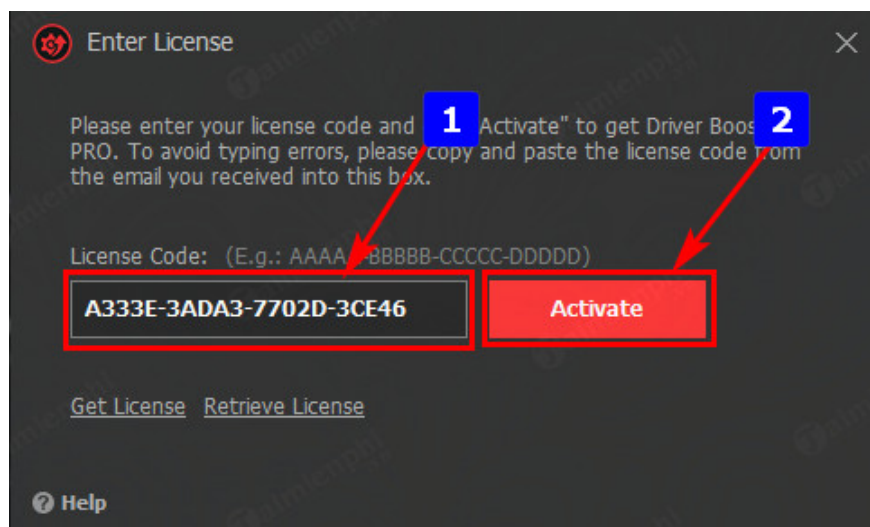 Enter License
Please enter your license code and 1 Activate" to get Driver Boos 2
PRO. To avoid typing errors, please copy and paste the license code from
the email you received into this box.
License Code: (E.g.: AAAA -BBBBB-CCCCC-DDDDD)
A333E-3ADA3-7702D-3CE46
Activate
Get License Retrieve License
Help